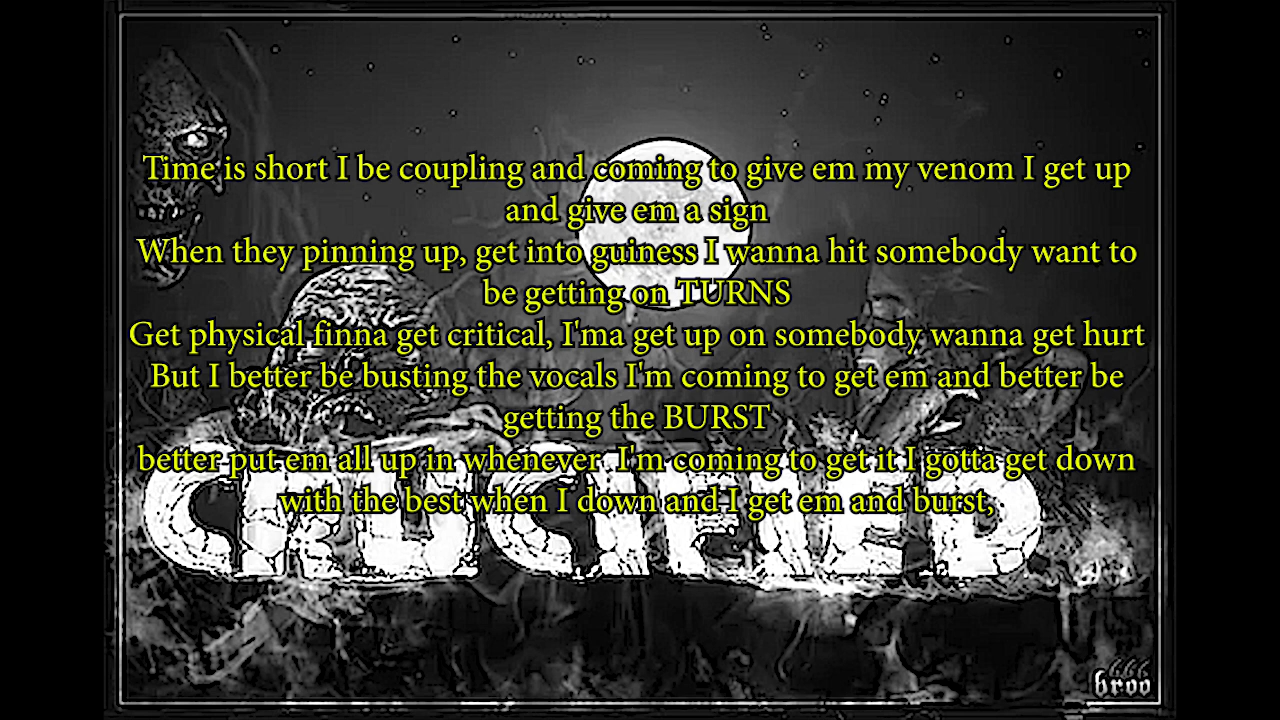 Time is short I be coupling and coming to give em my venom I get up
and give em a sign
When they pinning up, get into guiness I wanna hit somebody want to
be getting on TURNS
Get physical finna get critical, I'ma get up on somebody wanna get hurt
But I better be busting the vocals I'm coming to get em and better be
getting the BURST
better put em all up in whenever I'm coming to get it I gotta get down
with the best when I down and I get em and burst,
CRUCIFIED
666
broo